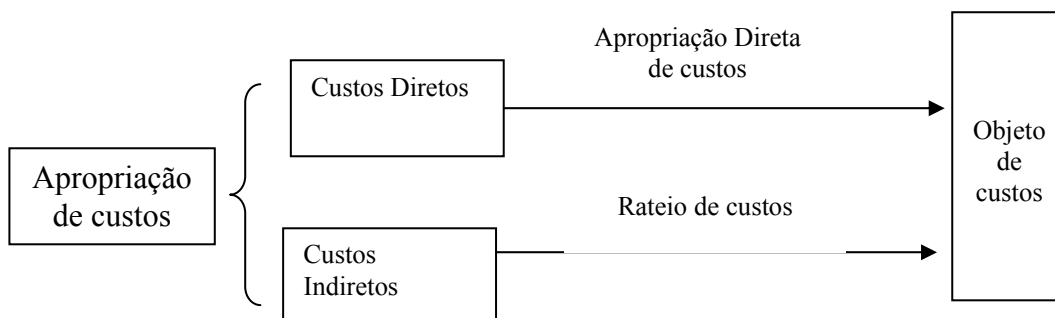 Apropriação
de custos
Custos Diretos
Apropriação Direta
de custos
Custos
Indiretos
Rateio de custos
Objeto
de
custos